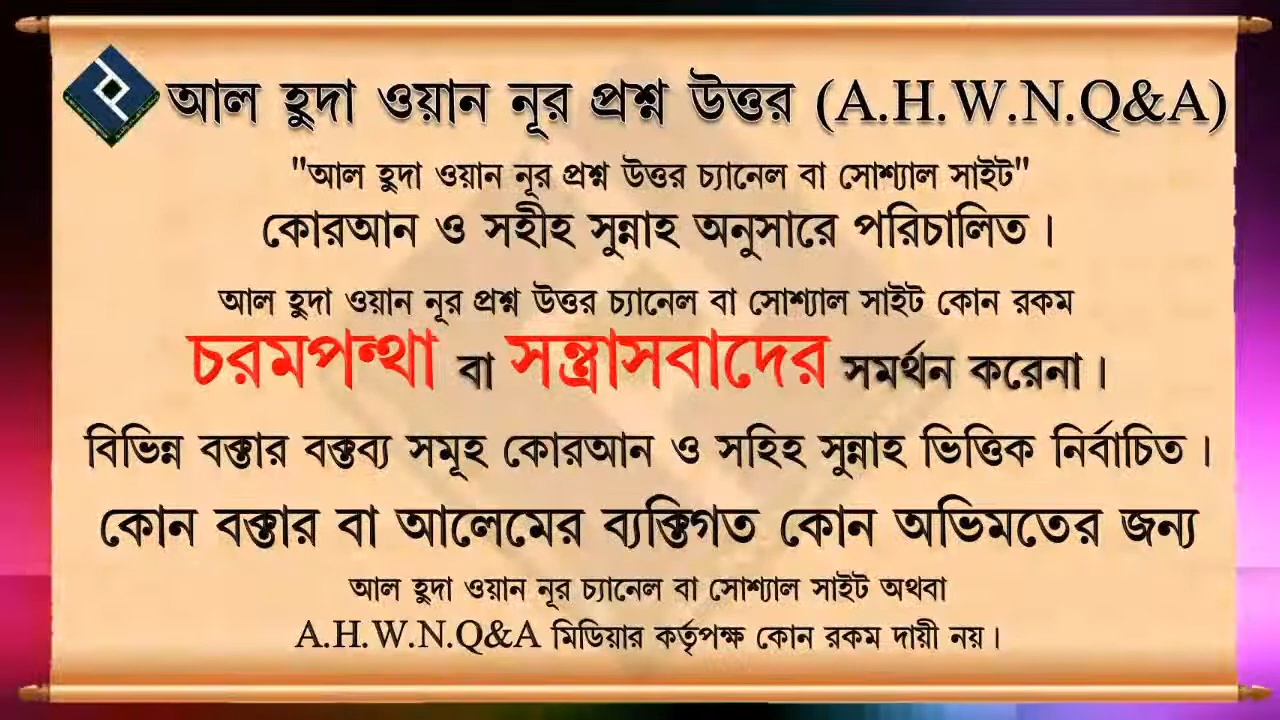 আল হুদা ওয়ান নূর প্রশ্ন উত্তর (A.H.W.N.Q&A)
"আল হুদা ওয়ান নূর প্রশ্ন উত্তর চ্যানেল বা সোশ্যাল সাইট"
কোরআন ও সহীহ সুন্নাহ অনুসারে পরিচালিত।
আল হুদা ওয়ান নূর প্রশ্ন উত্তর চ্যানেল বা সোশ্যাল সাইট কোন রকম
চরমপন্থা বা সন্ত্রাসবাদের সমর্থন করেনা।
বিভিন্ন বক্তার বক্তব্য সমূহ কোরআন ও সহিহ সুন্নাহ ভিত্তিক নির্বাচিত।
কোন বক্তার বা আলেমের ব্যক্তিগত কোন অভিমতের জন্য
আল হুদা ওয়ান নূর চ্যানেল বা সোশ্যাল সাইট অথবা
A.H.W.N.Q&A মিডিয়ার কর্তৃপক্ষ কোন রকম দায়ী নয়।